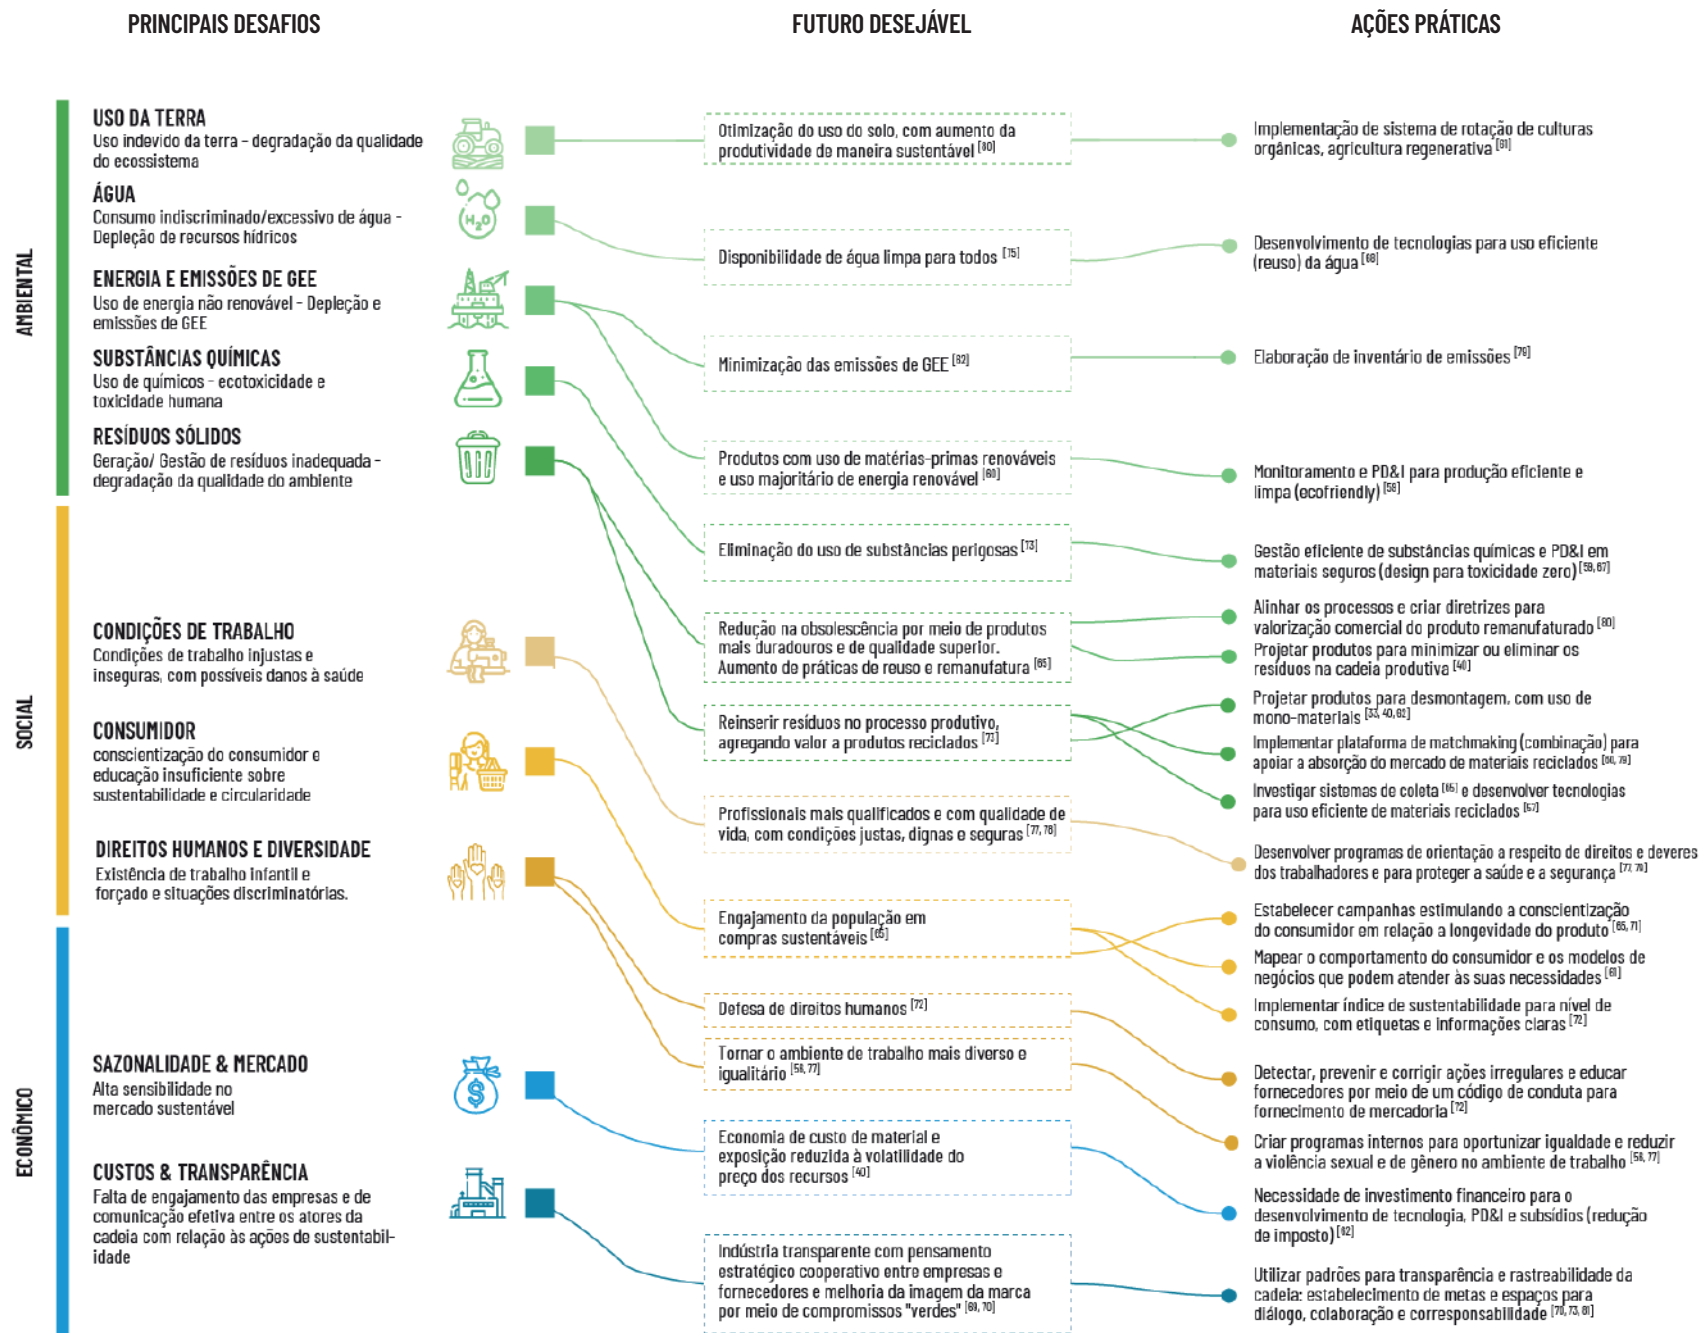 PRINCIPAIS DESAFIOS
FUTURO DESEJÁVEL
AÇÕES PRÁTICAS
AMBIENTAL
USO DA TERRA
Uso indevido da terra - degradação da qualidade
do ecossistema
ÁGUA
Consumo indiscriminado/excessivo de água -
Depleção de recursos hídricos
H2O
ENERGIA E EMISSÕES DE GEE
Uso de energia não renovável - Depleção e
emissões de GEE
SUBSTÂNCIAS QUÍMICAS
Uso de químicos - ecotoxicidade e
toxicidade humana
RESÍDUOS SÓLIDOS
Geração/ Gestão de resíduos inadequada -
degradação da qualidade do ambiente
SOCIAL
CONDIÇÕES DE TRABALHO
Condições de trabalho injustas e
inseguras, com possíveis danos à saúde
CONSUMIDOR
conscientização do consumidor e
educação insuficiente sobre
sustentabilidade e circularidade
DIREITOS HUMANOS E DIVERSIDADE
Existência de trabalho infantil e
forçado e situações discriminatórias.
ECONÔMICO
SAZONALIDADE & MERCADO
Alta sensibilidade no
mercado sustentável
$
CUSTOS & TRANSPARÊNCIA
Falta de engajamento das empresas e de
comunicação efetiva entre os atores da
cadeia com relação às ações de sustentabil-
idade
Otimização do uso do solo, com aumento da
produtividade de maneira sustentável [80]
Disponibilidade de água limpa para todos [75]
Minimização das emissões de GEE [82]
Produtos com uso de matérias-primas renováveis
e uso majoritário de energia renovável [60]
Eliminação do uso de substâncias perigosas [73]
Redução na obsolescência por meio de produtos
mais duradouros e de qualidade superior.
Aumento de práticas de reuso e remanufatura [65]
Reinserir resíduos no processo produtivo,
agregando valor a produtos reciclados [73]
Profissionais mais qualificados e com qualidade de
vida, com condições justas, dignas e seguras [77, 78]
Engajamento da população em
compras sustentáveis [65]
Defesa de direitos humanos [72]
Tornar o ambiente de trabalho mais diverso e
igualitário [58, 77]
Economia de custo de material e
exposição reduzida à volatilidade do
preço dos recursos [40]
Indústria transparente com pensamento
estratégico cooperativo entre empresas e
fornecedores e melhoria da imagem da marca
por meio de compromissos "verdes" [69, 70]
Implementação de sistema de rotação de culturas
orgânicas, agricultura regenerativa [81]
Desenvolvimento de tecnologias para uso eficiente
(reuso) da água [68]
Elaboração de inventário de emissões [79]
Monitoramento e PD&I para produção eficiente e
limpa (ecofriendly) [58]
Gestão eficiente de substâncias químicas e PD&I em
materiais seguros (design para toxicidade zero) [59, 67]
Alinhar os processos e criar diretrizes para
valorização comercial do produto remanufaturado [80]
Projetar produtos para minimizar ou eliminar os
resíduos na cadeia produtiva [40]
Projetar produtos para desmontagem, com uso de
mono-materiais [33, 40, 62]
Implementar plataforma de matchmaking (combinação) para
apoiar a absorção do mercado de materiais reciclados
Investigar sistemas de coleta [65] e desenvolver tecnologias
para uso eficiente de materiais reciclados [57]
Desenvolver programas de orientação a respeito de direitos e deveres
dos trabalhadores e para proteger a saúde e a segurança
Estabelecer campanhas estimulando a conscientização
do consumidor em relação a longevidade do produto [65, 71]
Mapear o comportamento do consumidor e os modelos de
negócios que podem atender às suas necessidades [61]
Implementar índice de sustentabilidade para nível de
consumo, com etiquetas e informações claras [72]
Detectar, prevenir e corrigir ações irregulares e educar
fornecedores por meio de um código de conduta para
fornecimento de mercadoria [72]
Criar programas internos para oportunizar igualdade e reduzir
a violência sexual e de gênero no ambiente de trabalho [58, 77]
Necessidade de investimento financeiro para o
desenvolvimento de tecnologia, PD&I e subsídios (redução
de imposto) [62]
Utilizar padrões para transparência e rastreabilidade da
cadeia: estabelecimento de metas e espaços para
diálogo, colaboração e corresponsabilidade [70, 73, 81]